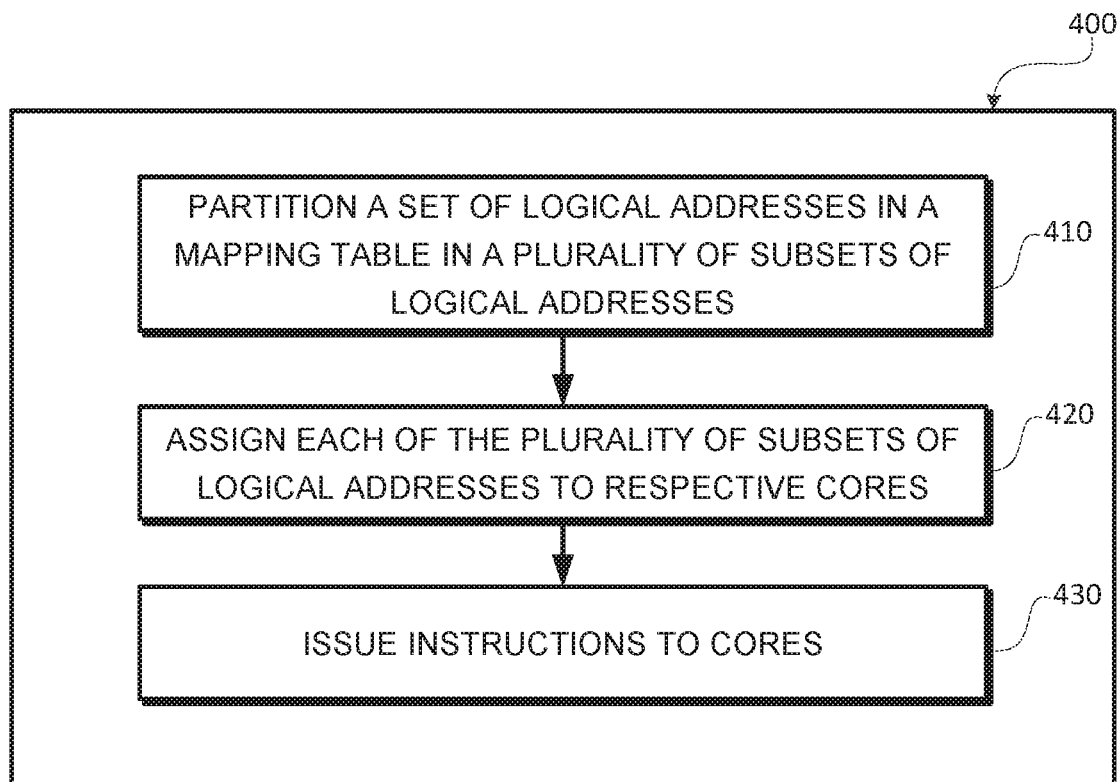 400
PARTITION A SET OF LOGICAL ADDRESSES IN A
MAPPING TABLE IN A PLURALITY OF SUBSETS OF
LOGICAL ADDRESSES
410
ASSIGN EACH OF THE PLURALITY OF SUBSETS OF
LOGICAL ADDRESSES TO RESPECTIVE CORES
420
ISSUE INSTRUCTIONS TO CORES
430